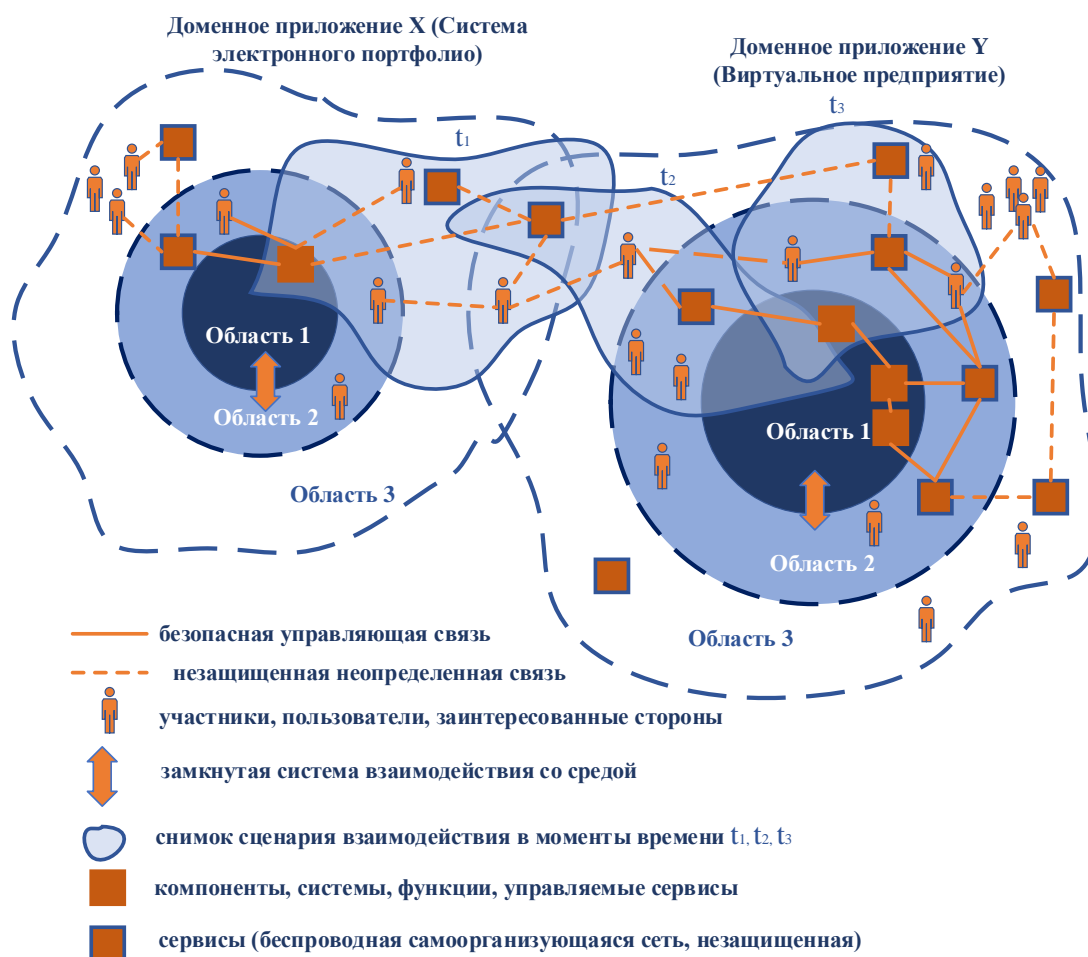 Доменное приложение X (Система
электронного портфолио)
Доменное приложение Y
(Виртуальное предприятие)
t3
t1
t2
Область 1
Область 2
Область 3
Область 1
Область 2
Область 3
безопасная управляющая связь
незащищенная неопределенная связь
участники, пользователи, заинтересованные стороны
замкнутая система взаимодействия со средой
снимок сценария взаимодействия в моменты времени t1, t2, t3
компоненты, системы, функции, управляемые сервисы
сервисы (беспроводная самоорганизующаяся сеть, незащищенная)